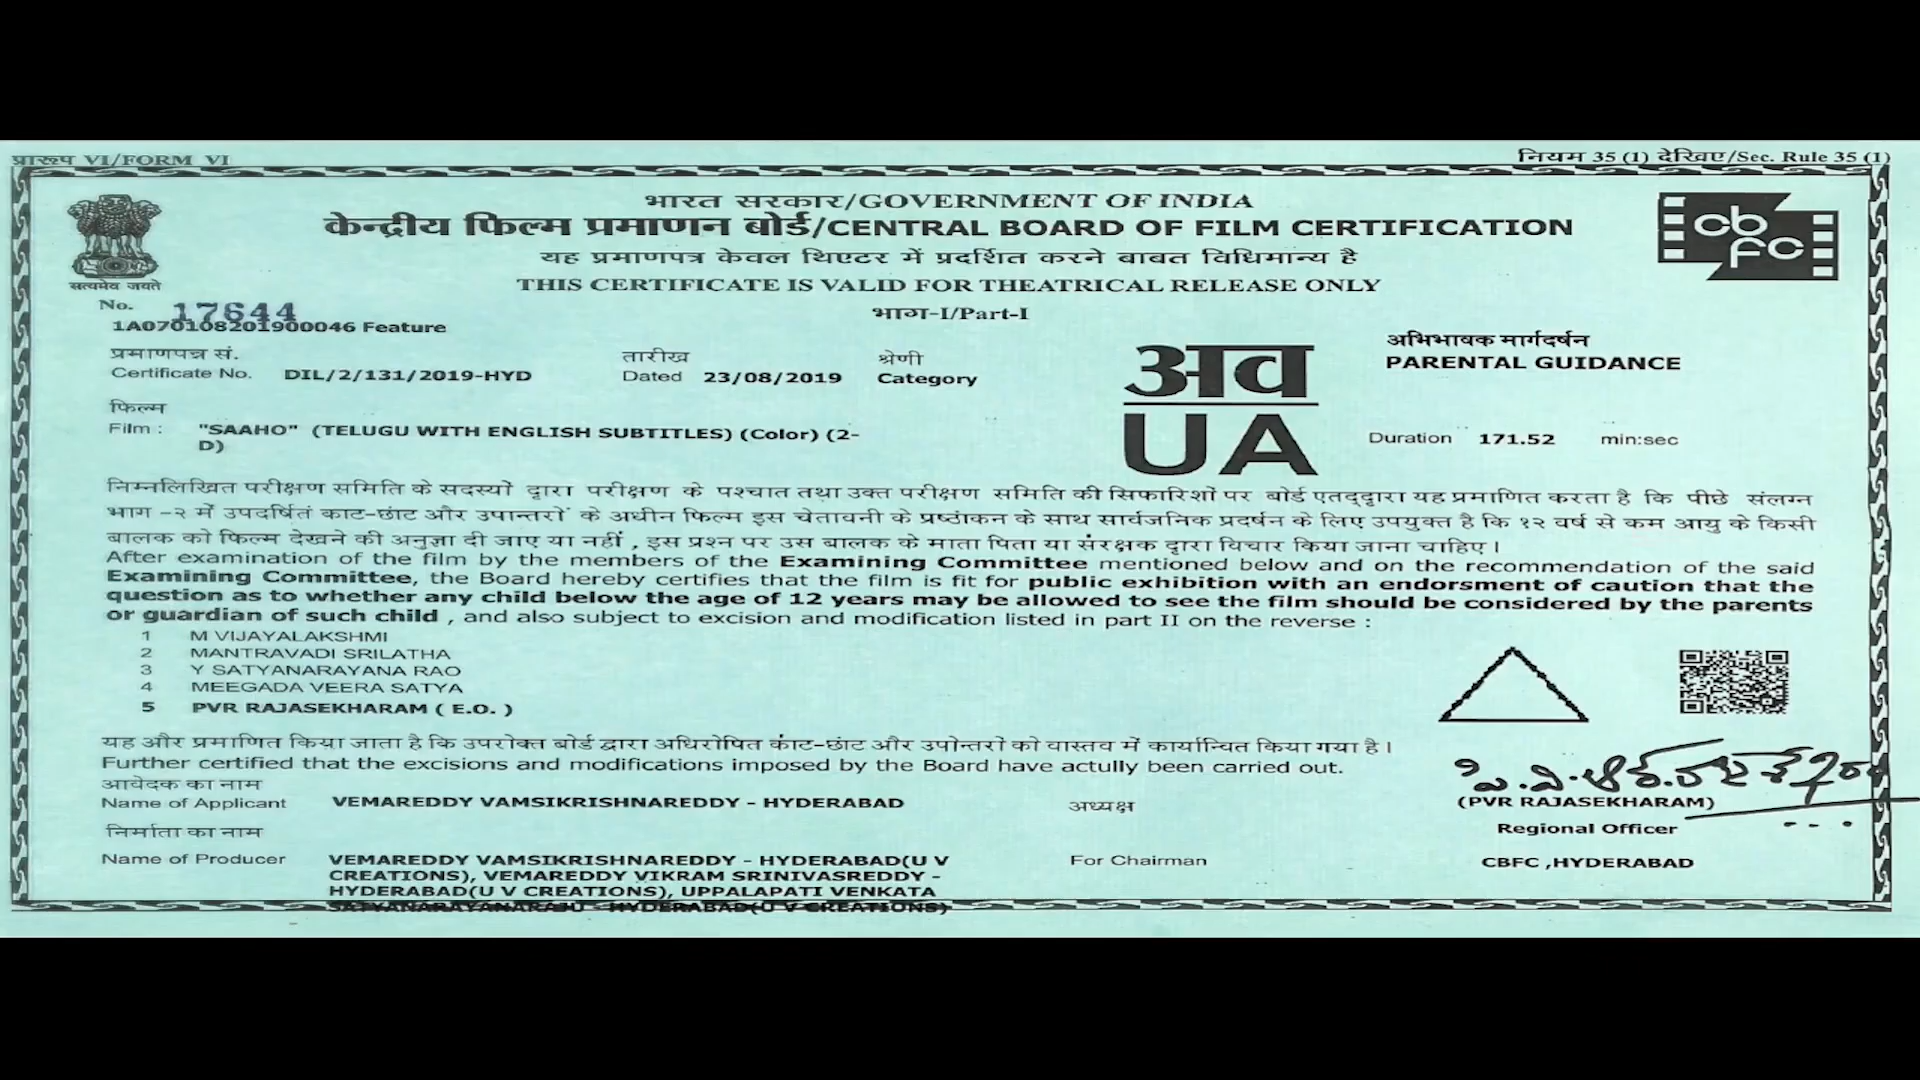 प्रारूप VI/FORM VI
नियम 35 (1) देखिए/Sec. Rule 35 (1)
भारत सरकार/GOVERNMENT OF INDIA
केन्द्रीय फिल्म प्रमाणन बोर्ड/CENTRAL BOARD OF FILM CERTIFICATION
cb
fc
यह प्रमाणपत्र केवल थिएटर में प्रदर्शित करने बाबत विधिमान्य है
सत्यमेव जयते
THIS CERTIFICATE IS VALID FOR THEATRICAL RELEASE ONLY
No. 17644
भाग-I/Part-I
1A070108201900046 Feature
अभिभावक मार्गदर्शन
PARENTAL GUIDANCE
प्रमाणपत्र सं. तारीख श्रेणी
Certificate No. DIL/2/131/2019-HYD Dated 23/08/2019 Category
अव
UA
फिल्म
Film : "SAAHO" (TELUGU WITH ENGLISH SUBTITLES) (Color) (2-
D)
Duration 171.52 min:sec
निम्नलिखित परीक्षण समिति के सदस्यों द्वारा परीक्षण के पश्चात तथा उक्त परीक्षण समिति की सिफारिशों पर बोर्ड एतद्द्वारा यह प्रमाणित करता है कि पीछे संलग्न
भाग -२ में उपदर्षित काट-छांट और उपान्तरों के अधीन फिल्म इस चेतावनी के प्रष्ठांकन के साथ सार्वजनिक प्रदर्शन के लिए उपयुक्त है कि १२ वर्ष से कम आयु के किसी
बालक को फिल्म देखने की अनुज्ञा दी जाए या नहीं , इस प्रश्न पर उस बालक के माता पिता या संरक्षक द्वारा विचार किया जाना चाहिए ।
After examination of the film by the members of the Examining Committee mentioned below and on the recommendation of the said
Examining Committee, the Board hereby certifies that the film is fit for public exhibition with an endorsment of caution that the
question as to whether any child below the age of 12 years may be allowed to see the film should be considered by the parents
or guardian of such child , and also subject to excision and modification listed in part II on the reverse :
1 M VIJAYALAKSHMI
2 MANTRAVADI SRILATHA
3 Y SATYANARAYANA RAO
4 MEEGADA VEERA SATYA
5 PVR RAJASEKHARAM ( E.O. )
यह और प्रमाणित किया जाता है कि उपरोक्त बोर्ड द्वारा अधिरोपित काट-छांट और उपोन्तरों को वास्तव में कार्यान्वित किया गया है ।
Further certified that the excisions and modifications imposed by the Board have actully been carried out.
आवेदक का नाम
Name of Applicant VEMAREDDY VAMSIKRISHNAREDDY - HYDERABAD अध्यक्ष (PVR RAJASEKHARAM)
निर्माता का नाम
Regional Officer
Name of Producer VEMAREDDY VAMSIKRISHNAREDDY - HYDERABAD(U V For Chairman CBFC ,HYDERABAD
CREATIONS), VEMAREDDY VIKRAM SRINIVASREDDY -
HYDERABAD(U V CREATIONS), UPPALAPATI VENKATA
SATYANARAYANARAJU - HYDERABAD(U V CREATIONS)